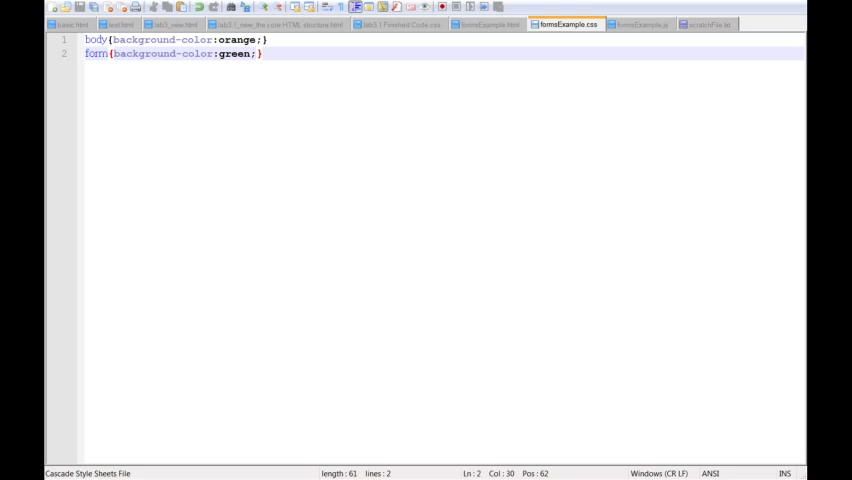 basic.html test.html lab3_new.html lab3.1_new_the core HTML structure.html lab3.1 Finished Code.css formsExample.html formsExample.css formsExample.js scratchFile.txt
1 body{background-color:orange;}
2 form{background-color:green;}
Cascade Style Sheets File length : 61 lines : 2 Ln : 2 Col : 30 Pos : 62 Windows (CR LF) ANSI INS